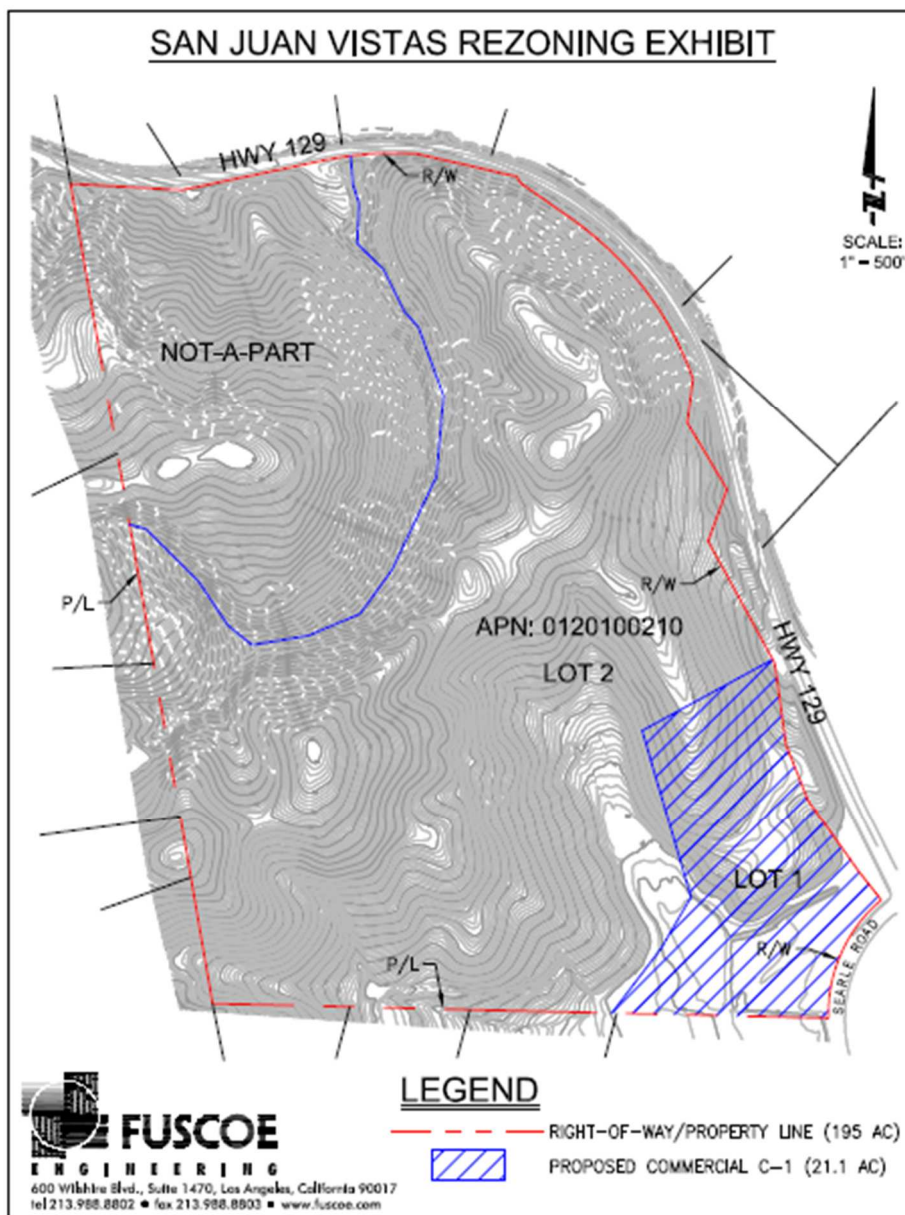 SAN JUAN VISTAS REZONING EXHIBIT
HWY 129
R/W
N
SCALE:
1" = 500'
NOT-A-PART
P/L
R/W
APN: 0120100210
LOT 2
HWY 129
LOT 1
R/W
SEARLE ROAD
P/L
LEGEND
RIGHT-OF-WAY/PROPERTY LINE (195 AC)
PROPOSED COMMERCIAL C-1 (21.1 AC)
FUSCOE
ENGINEERING
600 Wilshire Blvd., Suite 1470, Los Angeles, California 90017
tel 213.988.8802 • fax 213.988.8803 • www.fuscoe.com